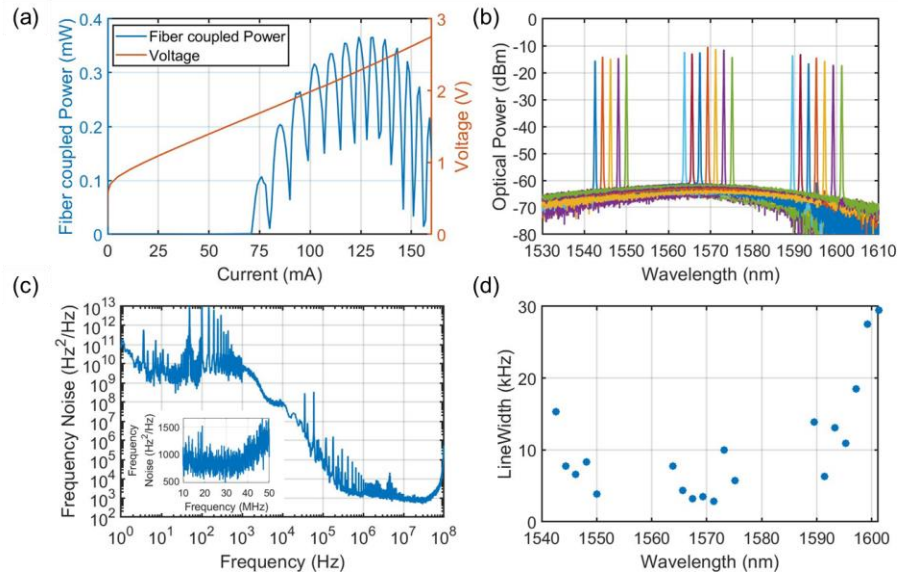 (a)
Fiber coupled Power
Voltage
Fiber coupled Power (mW)
0.4
0.3
0.2
0.1
0
3
2
1
0
Voltage (V)
0 25 50 75 100 125 150
Current (mA)
(b)
Optical Power (dBm)
0
-10
-20
-30
-40
-50
-60
-70
-80
1530 1540 1550 1560 1570 1580 1590 1600 1610
Wavelength (nm)
(c)
Frequency Noise (Hz²/Hz)
10¹³
10¹²
10¹¹
10¹⁰
10⁹
10⁸
10⁷
10⁶
10⁵
10⁴
10³
10²
Frequency
Noise (Hz²/Hz)
1500
1000
500
10 20 30 40 50
Frequency (MHz)
10⁰ 10¹ 10² 10³ 10⁴ 10⁵ 10⁶ 10⁷ 10⁸
Frequency (Hz)
(d)
LineWidth (kHz)
30
20
10
0
1540 1550 1560 1570 1580 1590 1600
Wavelength (nm)